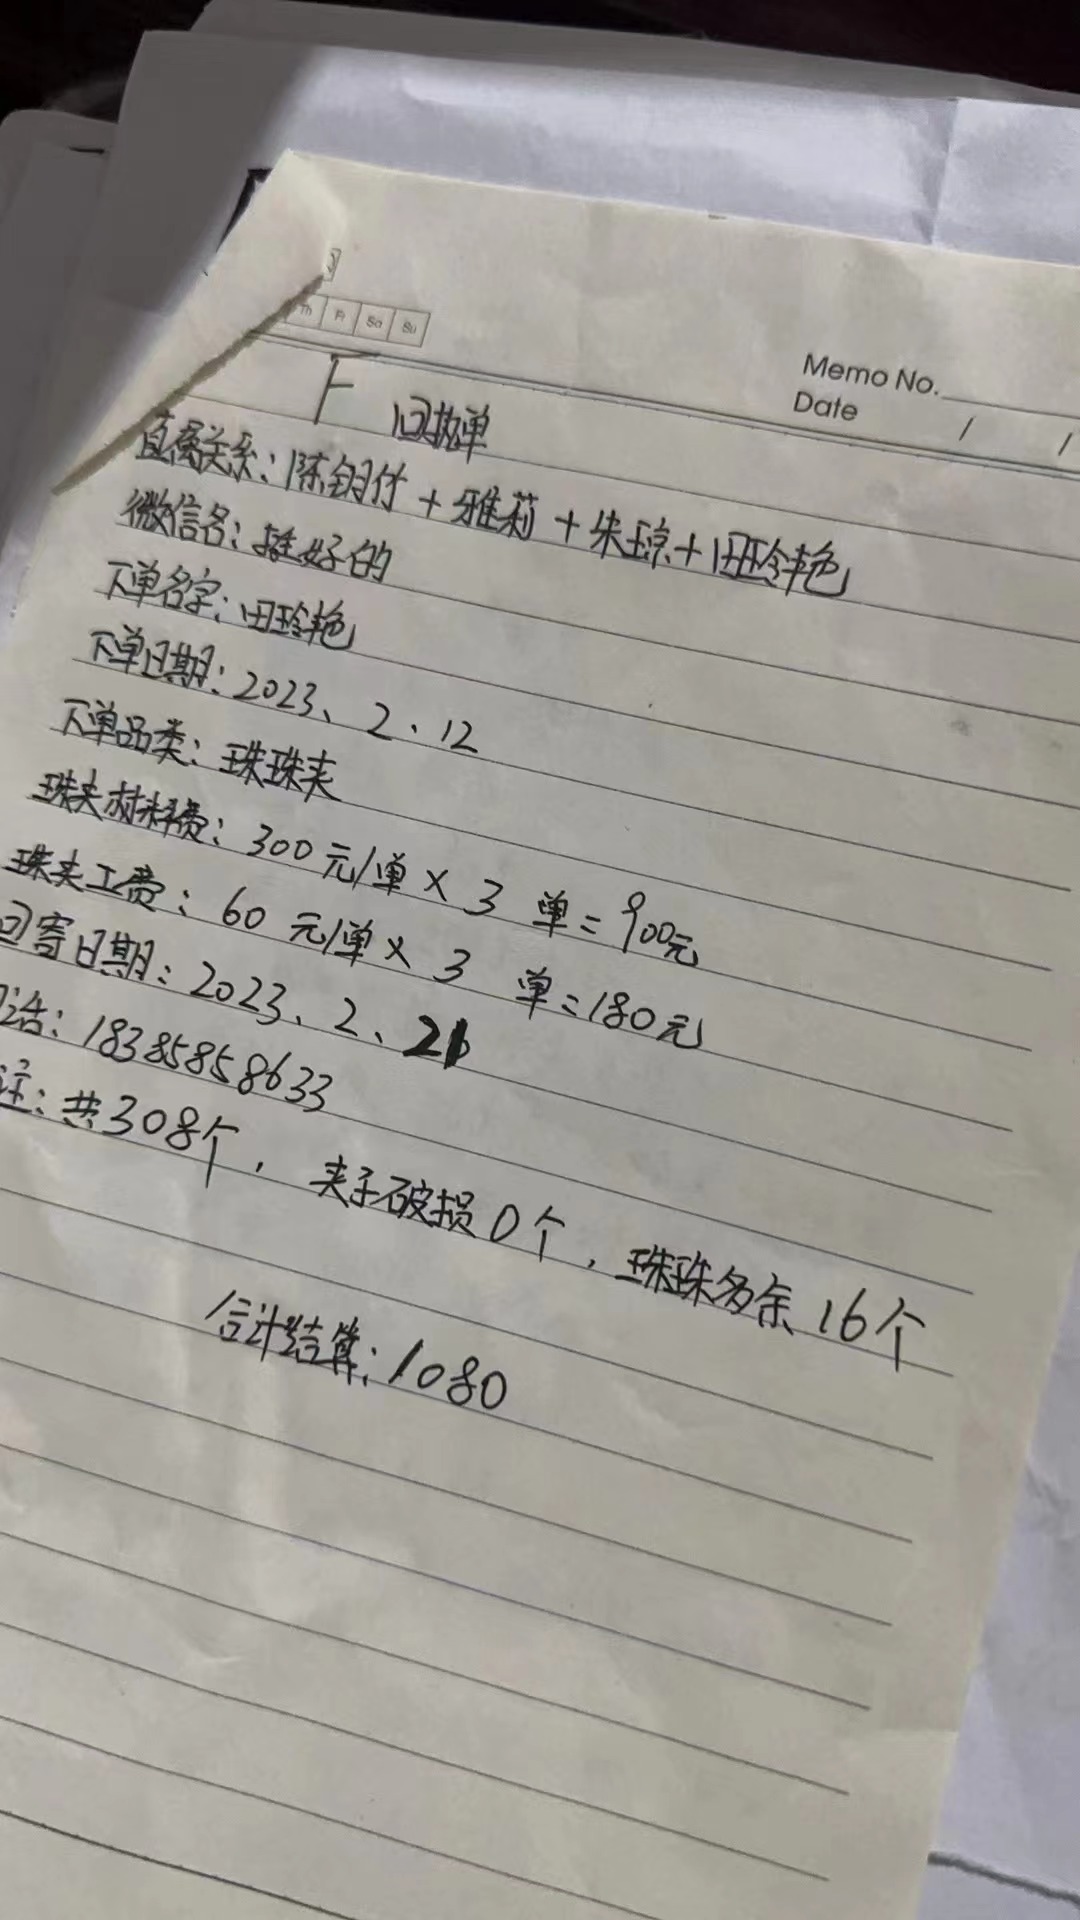 Th Fr Sa Su
Memo No.
Date / /
F 回执单
直属关系：陈钥付＋雅莉＋朱琼＋田玲艳
微信名：挺好的
下单名字：田玲艳
下单日期：2023、2、12
下单品类：珠珠夹
珠夹材料费：300元/单×3 单=900元
珠夹工费：60元/单×3 单=180元
回寄日期：2023、2、21
话：18385858633
注：共308个，夹子破损0个，珠珠多余16个
合计结算：1080